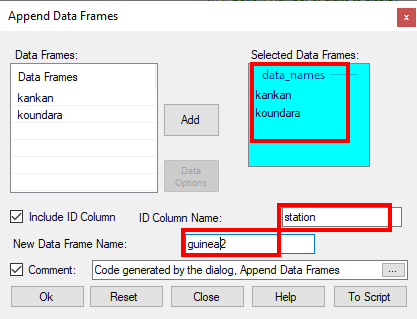 Append Data Frames
x
Data Frames:
Data Frames
kankan
koundara
Add
Data
Options
Selected Data Frames:
data_names
kankan
koundara
Include ID Column
ID Column Name:
station
New Data Frame Name:
guinea2
Comment:
Code generated by the dialog, Append Data Frames
...
Ok
Reset
Close
Help
To Script